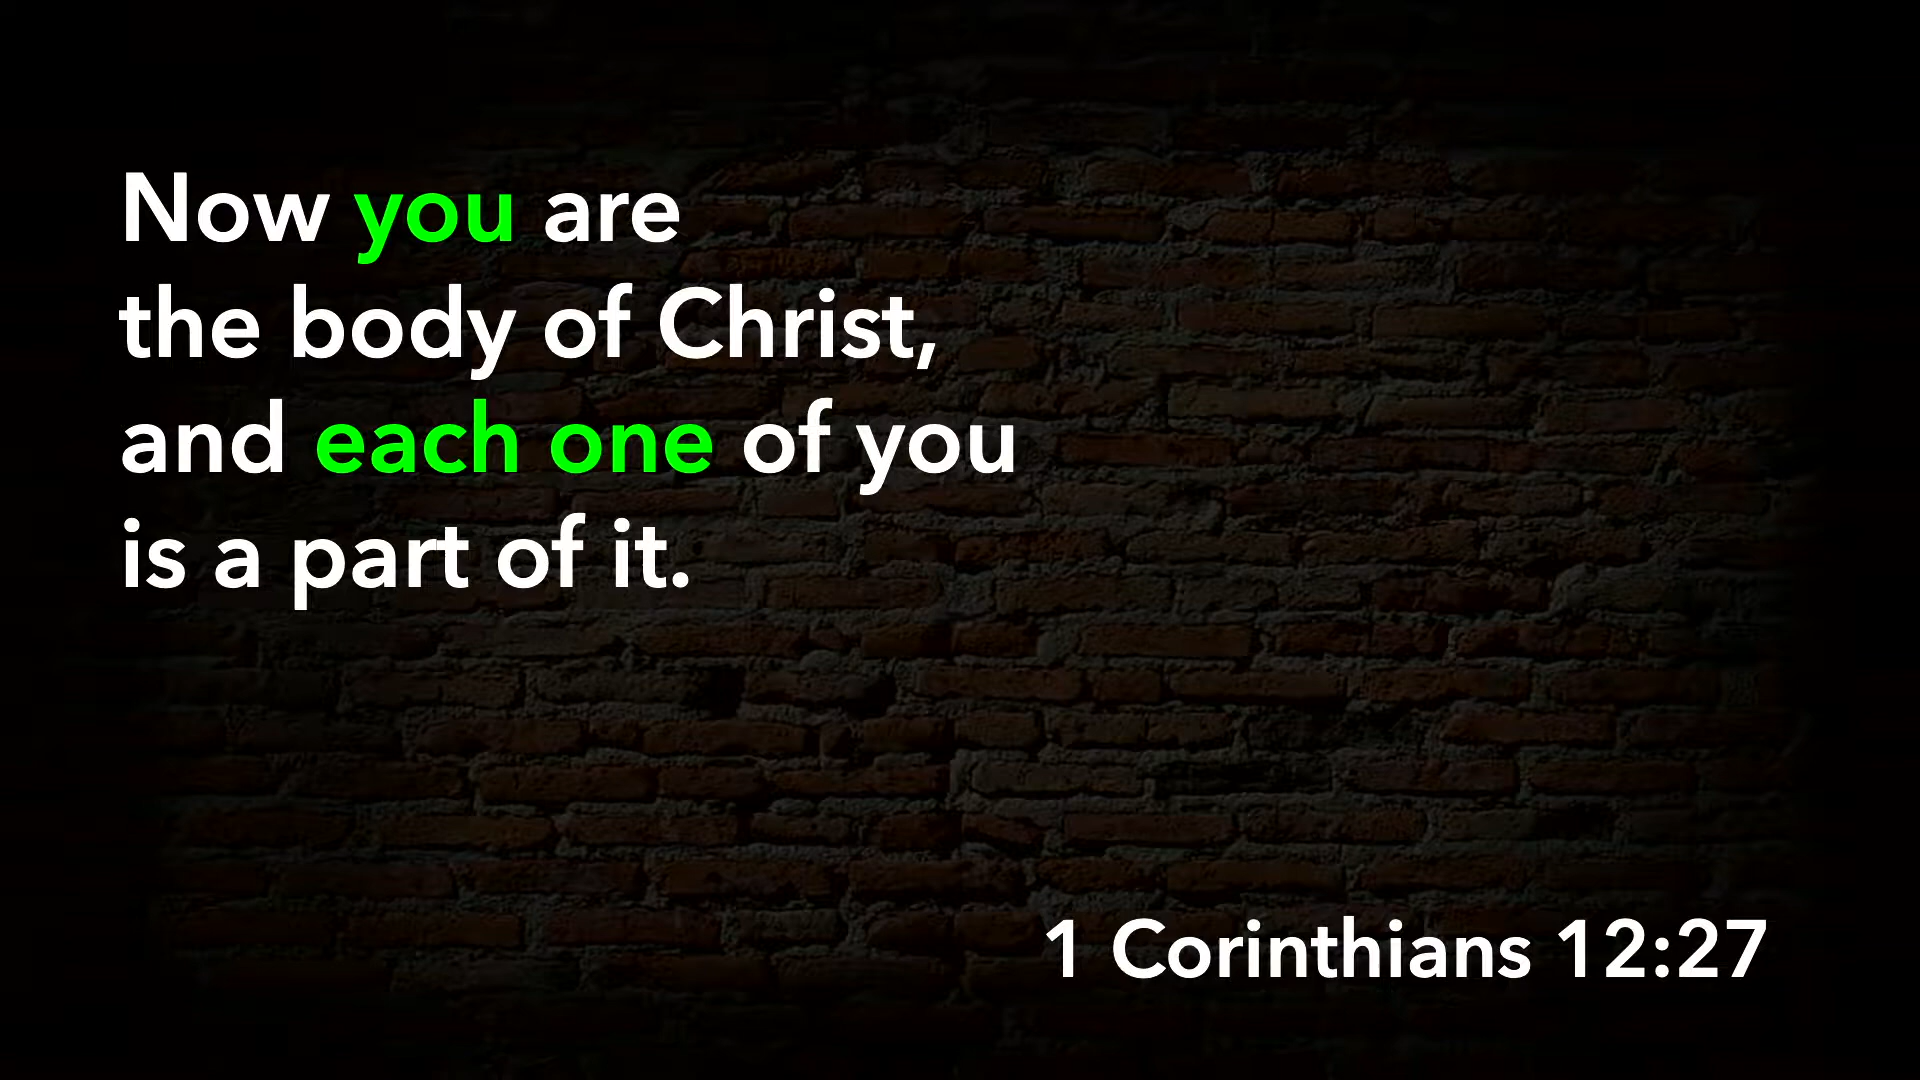 Now you are
the body of Christ,
and each one of you
is a part of it.
1 Corinthians 12:27